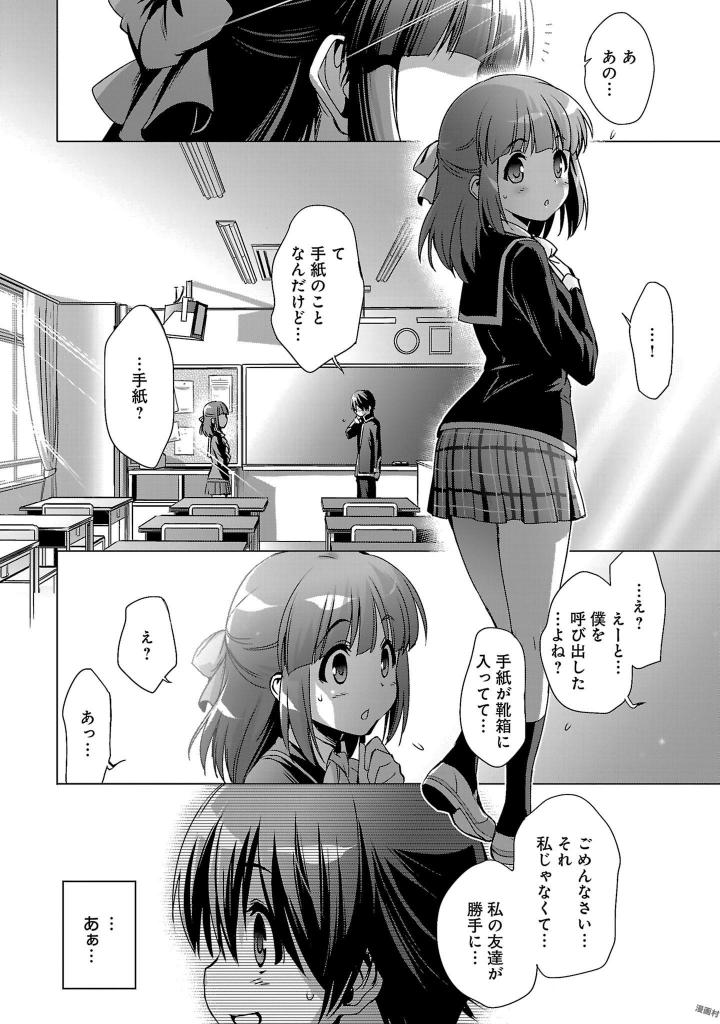 あ
あの…
…！
て
手紙のこと
なんだけど…
…手紙？
…え？
えーと…
僕を
呼び出した
…よね？
手紙が靴箱に
入ってて…
え？
あっ…
ごめんなさい…
それ
私じゃなくて…
私の友達が
勝手に…
…
あぁ…
漫画村